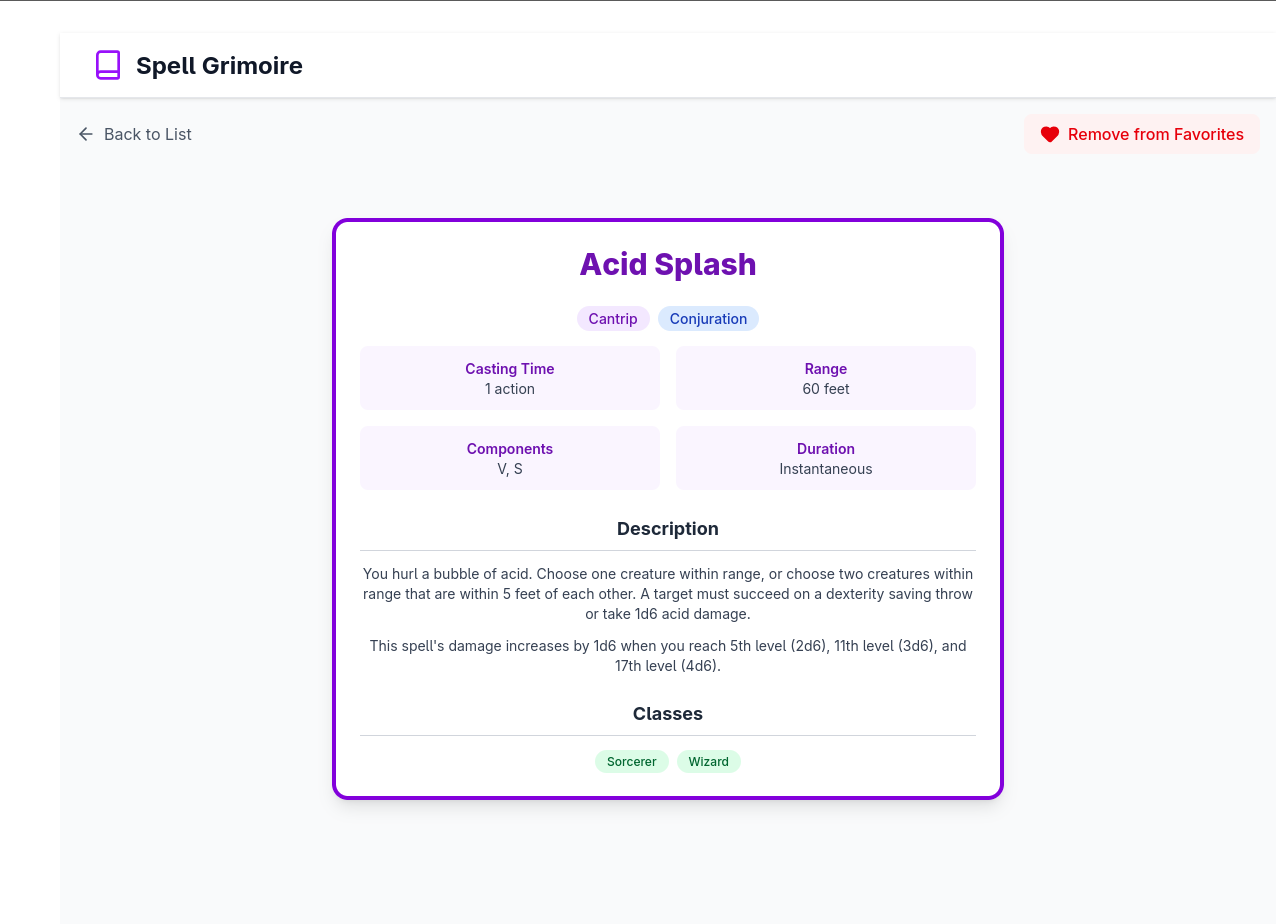 Spell Grimoire
Back to List
Remove from Favorites
Acid Splash
Cantrip
Conjuration
Casting Time
1 action
Range
60 feet
Components
V, S
Duration
Instantaneous
Description
You hurl a bubble of acid. Choose one creature within range, or choose two creatures within
range that are within 5 feet of each other. A target must succeed on a dexterity saving throw
or take 1d6 acid damage.
This spell's damage increases by 1d6 when you reach 5th level (2d6), 11th level (3d6), and
17th level (4d6).
Classes
Sorcerer
Wizard